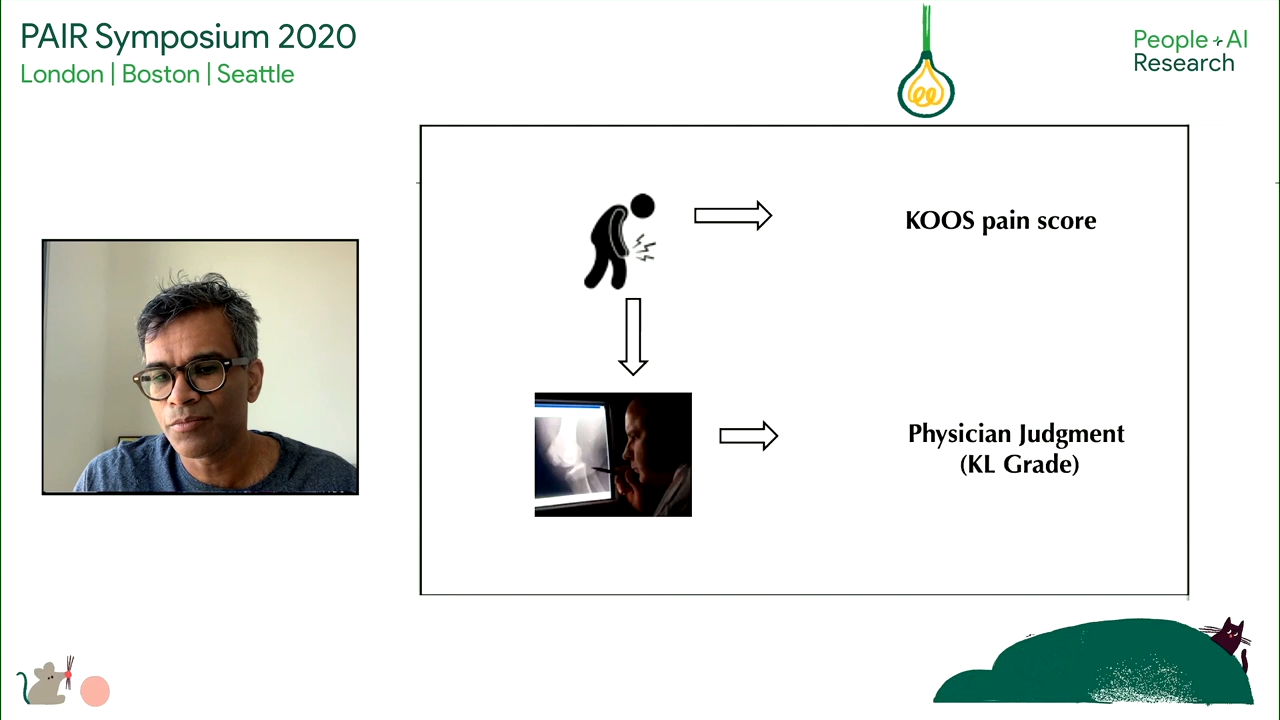 PAIR Symposium 2020
London | Boston | Seattle
People + AI
Research
KOOS pain score
Physician Judgment
(KL Grade)